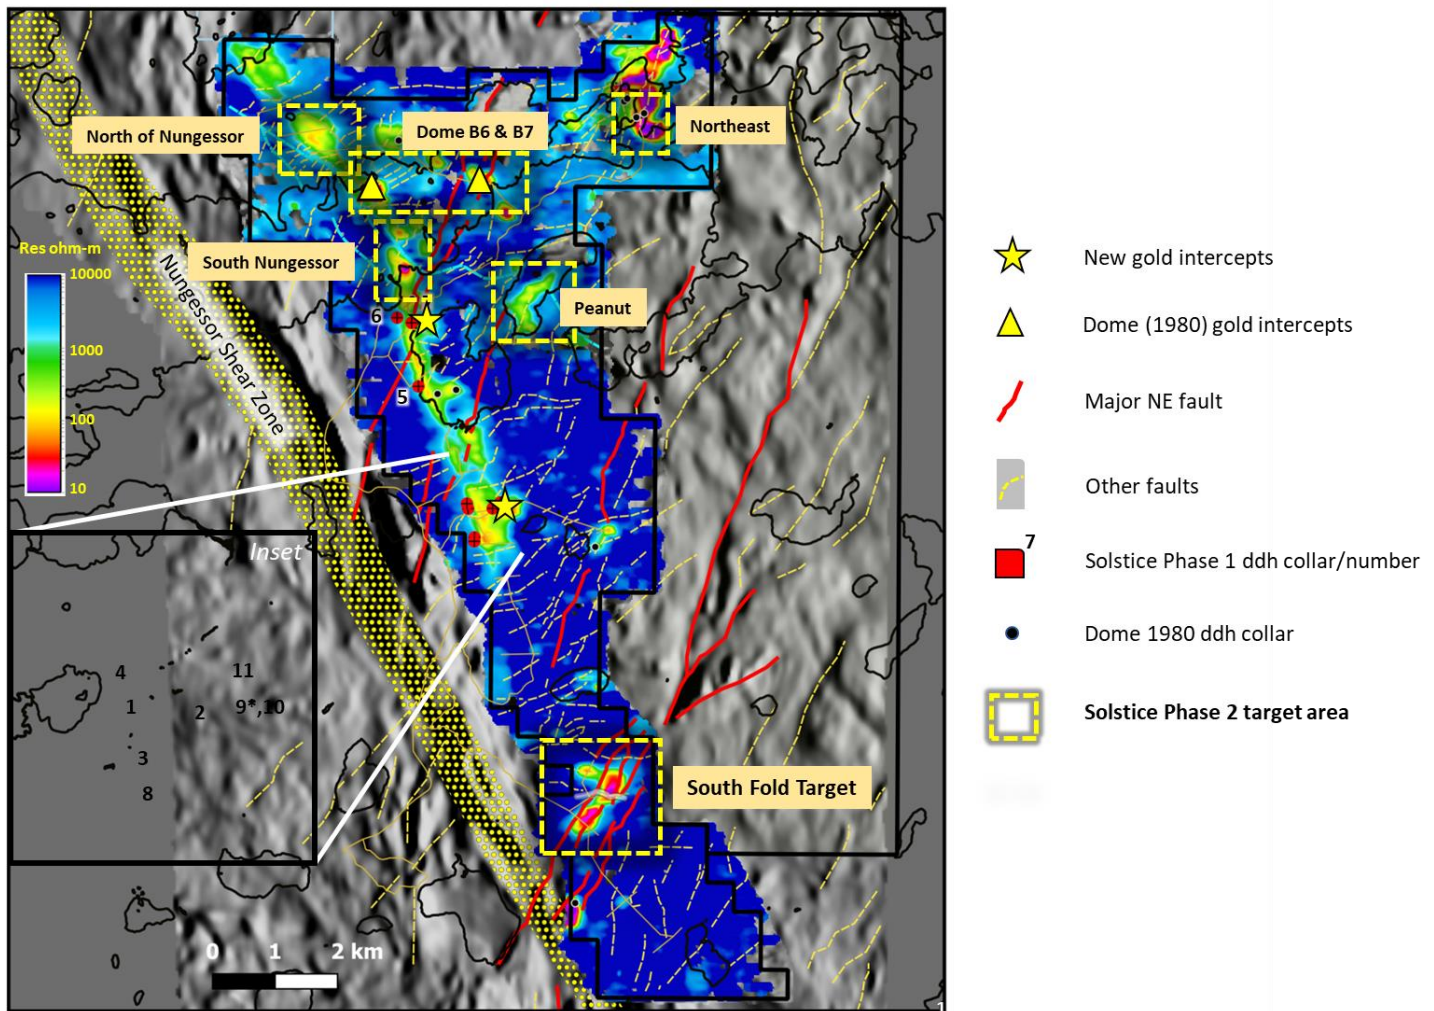 North of Nungessor
Dome B6 & B7
Northeast
South Nungessor
Res ohm-m
10000
1000
100
10
Nungessor Shear Zone
Peanut
6
5
Inset
4
11
1
2
9*,10
3
8
South Fold Target
0 1 2 km
1
New gold intercepts
Dome (1980) gold intercepts
Major NE fault
Other faults
7
Solstice Phase 1 ddh collar/number
Dome 1980 ddh collar
Solstice Phase 2 target area